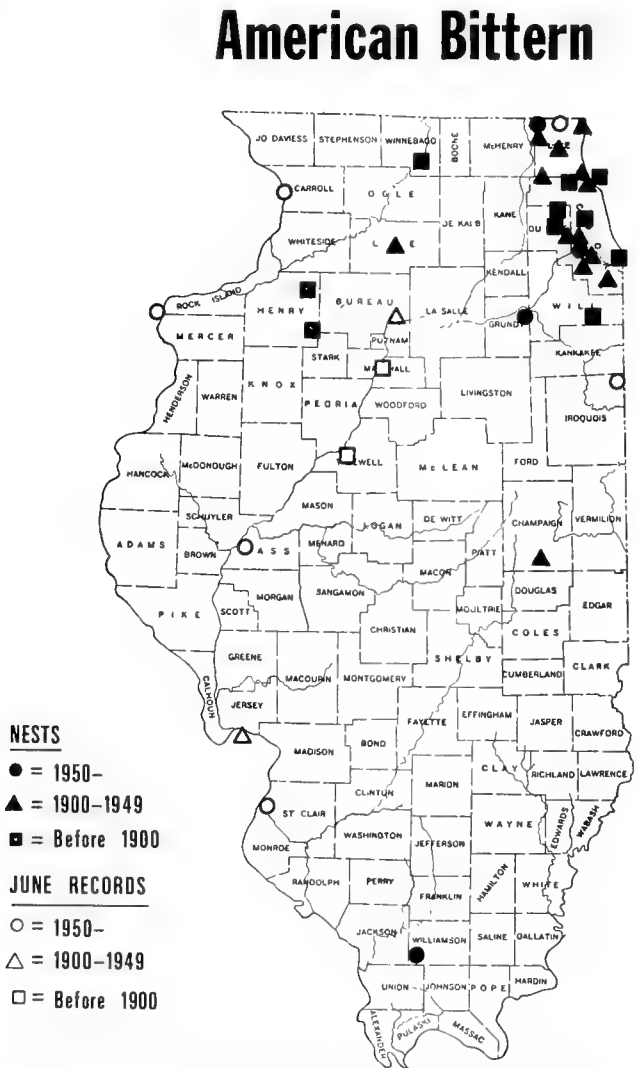 American Bittern
JO DAVIESS STEPHENSON WINNEBAGO BOONE McHENRY
CARROLL OGLE
KANE
DE KALB
DU
WHITESIDE
KENDALL
ROCK ISLAND
HENRY BUREAU LA SALLE WILL
GRUNDY
MERCER PUTNAM
STARK KANKAKEE
KNOX
HENDERSON WARREN PEORIA WOODFORD LIVINGSTON
IROQUOIS
HANCOCK McDONOUGH FULTON McLEAN FORD
MASON
SCHUYLER LOGAN DE WITT CHAMPAIGN VERMILION
ADAMS BROWN ASS MENARD PIATT
MACON
MORGAN SANGAMON DOUGLAS
PIKE SCOTT MOULTRIE EDGAR
CHRISTIAN COLES
GREENE SHELBY
CALHOUN MACOUPIN MONTGOMERY CUMBERLAND CLARK
JERSEY
FAYETTE EFFINGHAM JASPER CRAWFORD
MADISON BOND
CLAY RICHLAND LAWRENCE
CLINTON MARION
ST CLAIR
WAYNE EDWARDS WABASH
WASHINGTON
MONROE JEFFERSON
RANDOLPH PERRY HAMILTON WHITE
FRANKLIN
JACKSON WILLIAMSON SALINE GALLATIN
UNION JOHNSON POPE HARDIN
ALEXANDER PULASKI MASSAC
NESTS
● = 1950-
▲ = 1900-1949
■ = Before 1900
JUNE RECORDS
○ = 1950-
△ = 1900-1949
□ = Before 1900